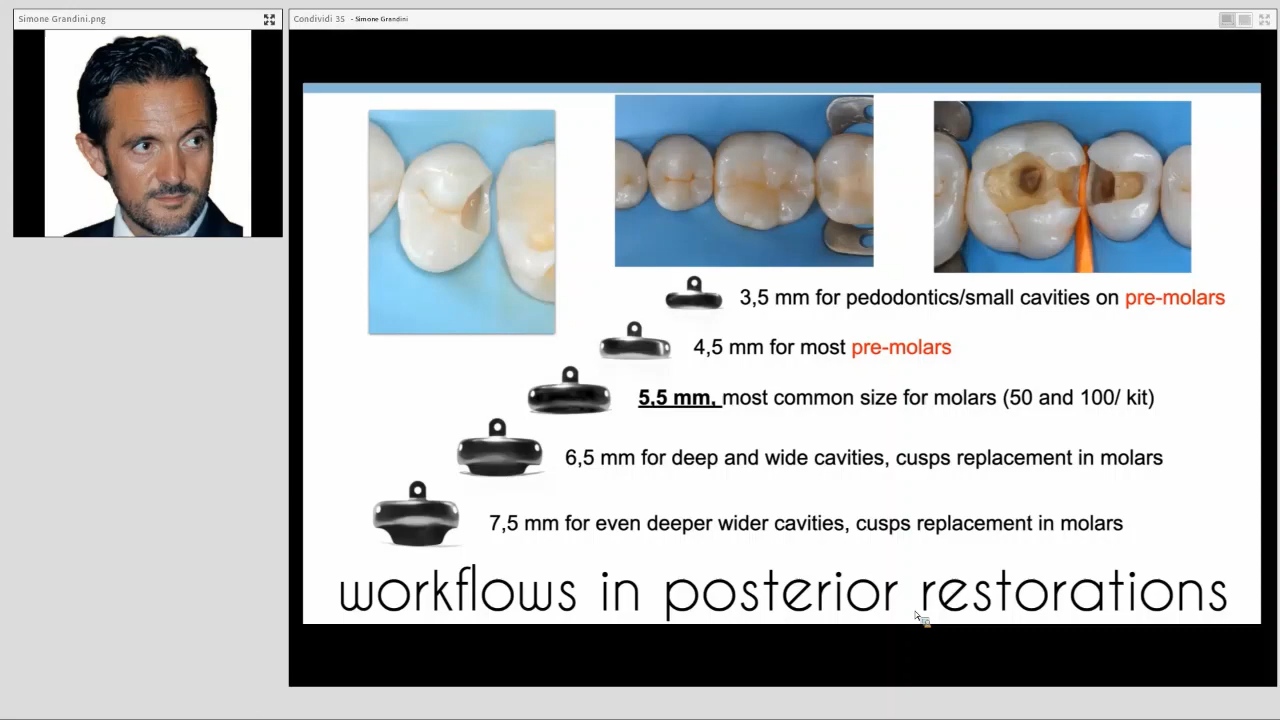 Simone Grandini.png
Condividi 35 - Simone Grandini
3,5 mm for pedodontics/small cavities on pre-molars
4,5 mm for most pre-molars
5,5 mm, most common size for molars (50 and 100/ kit)
6,5 mm for deep and wide cavities, cusps replacement in molars
7,5 mm for even deeper wider cavities, cusps replacement in molars
workflows in posterior restorations